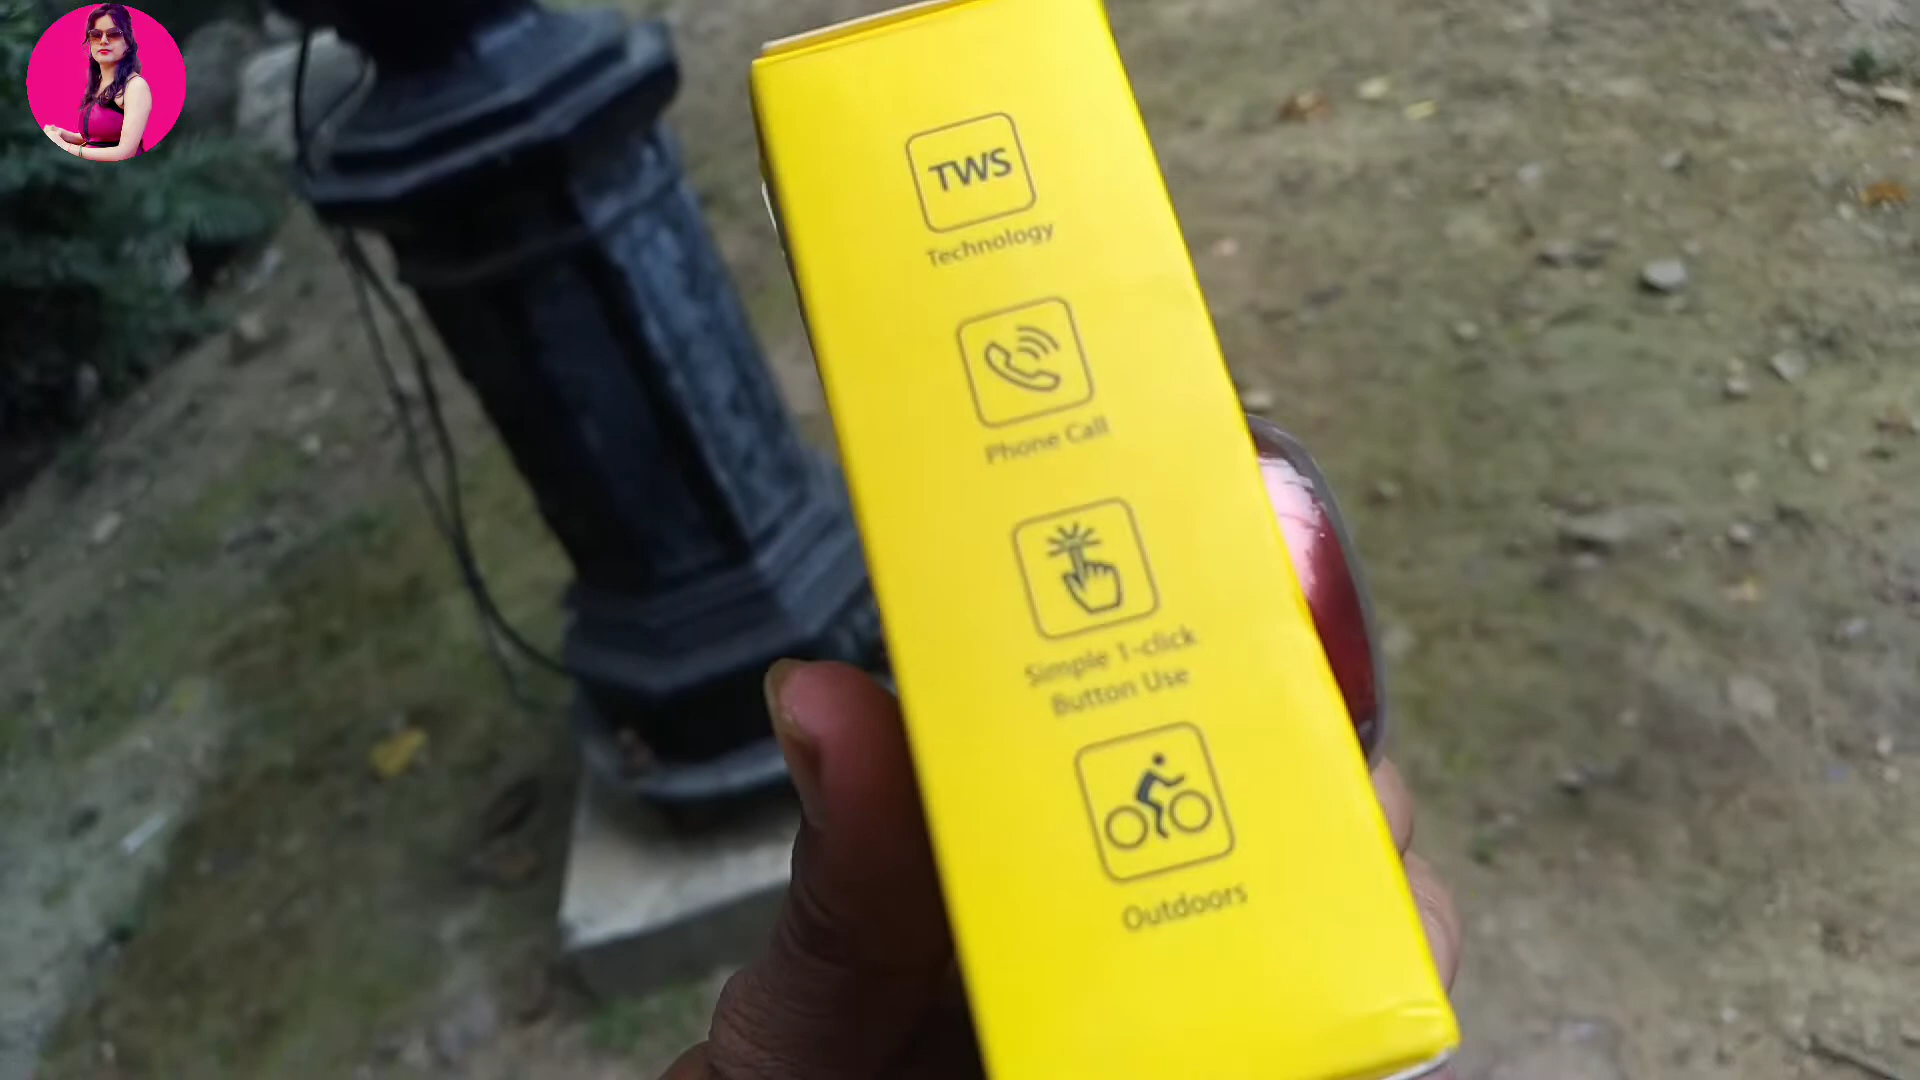 TWS
Technology
Phone Call
Simple 1-click
Button Use
Outdoors